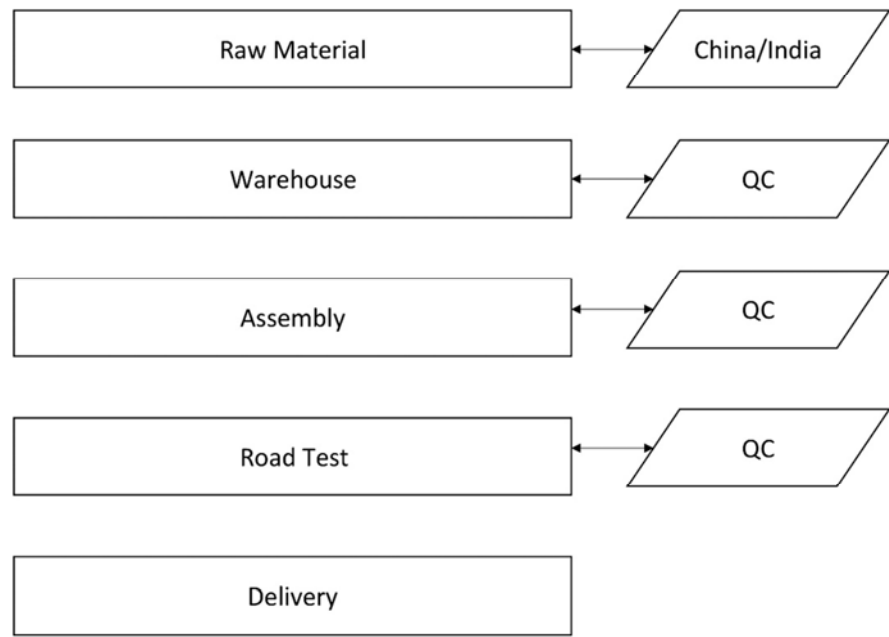 Raw Material
China/India
Warehouse
QC
Assembly
QC
Road Test
QC
Delivery